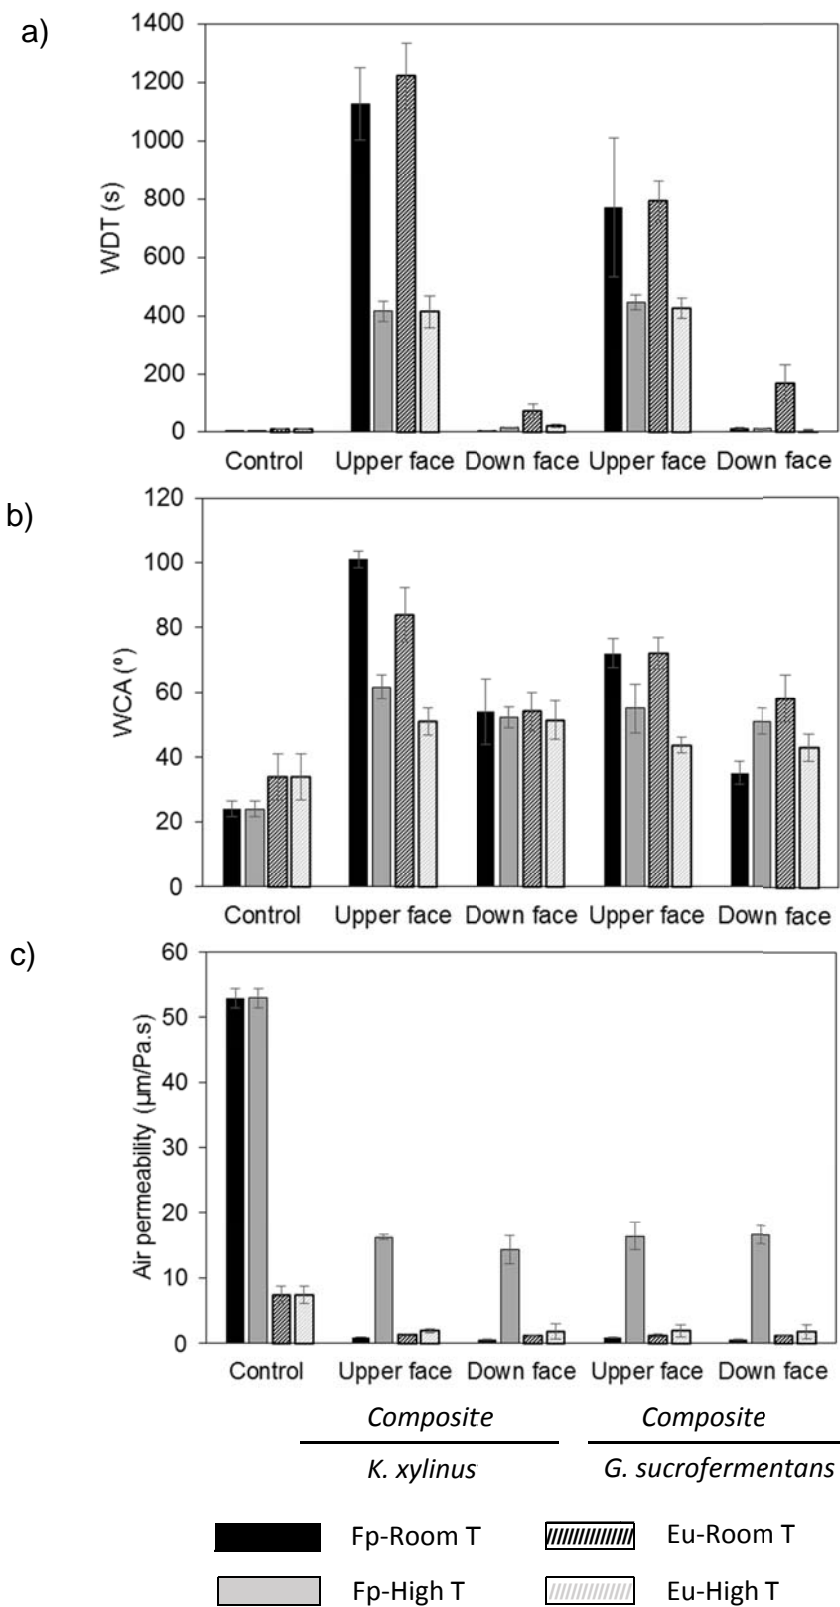 a)
1400
1200
1000
800
600
400
200
0
WDT (s)
Control Upper face Down face Upper face Down face
b)
120
100
80
60
40
20
0
WCA (º)
Control Upper face Down face Upper face Down face
c)
60
50
40
30
20
10
0
Air permeability (µm/Pa.s)
Control Upper face Down face Upper face Down face
Composite Composite
K. xylinus G. sucrofermentans
Fp-Room T Eu-Room T
Fp-High T Eu-High T